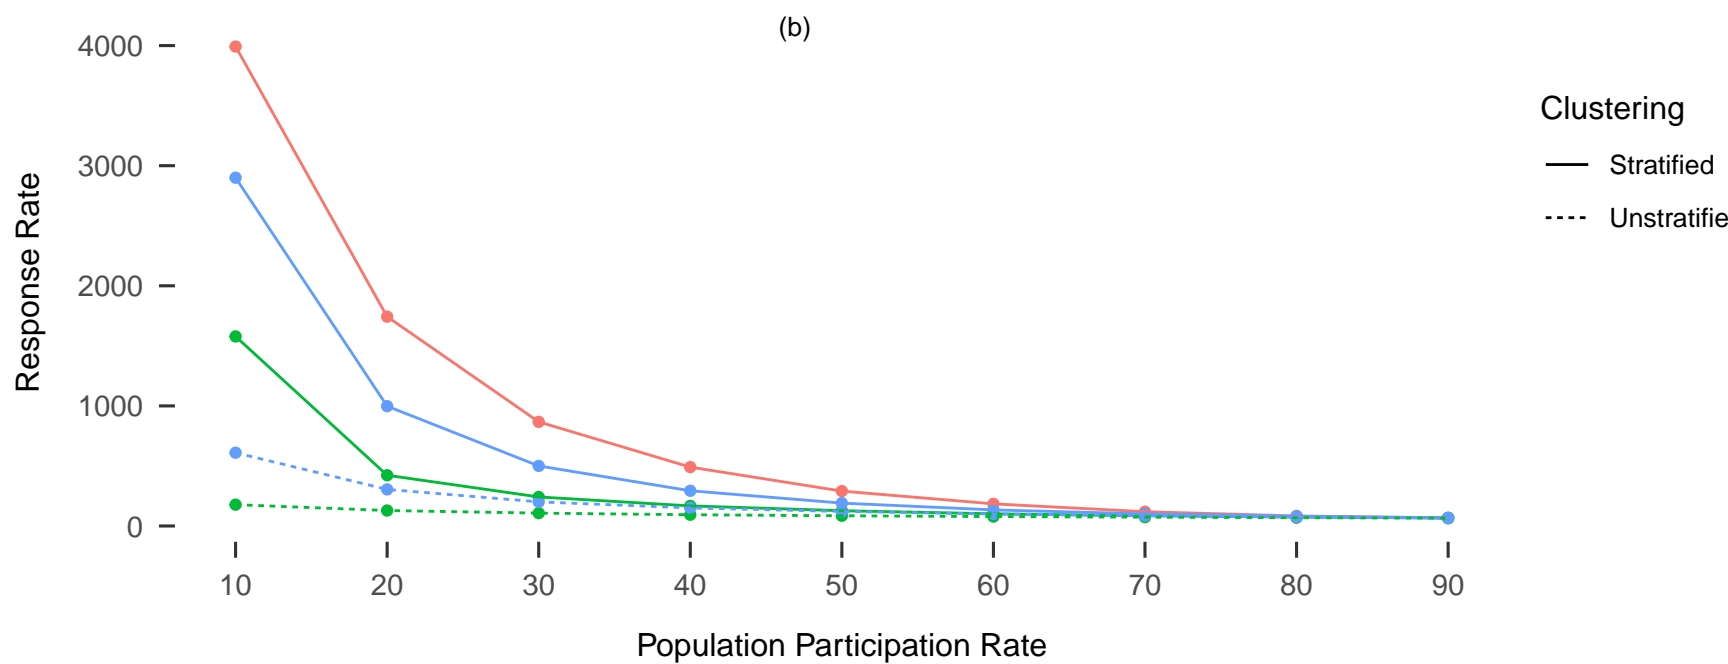 (b)
4000
3000
2000
1000
0
Response Rate
10 20 30 40 50 60 70 80 90
Population Participation Rate
Clustering
Stratified
Unstratifie